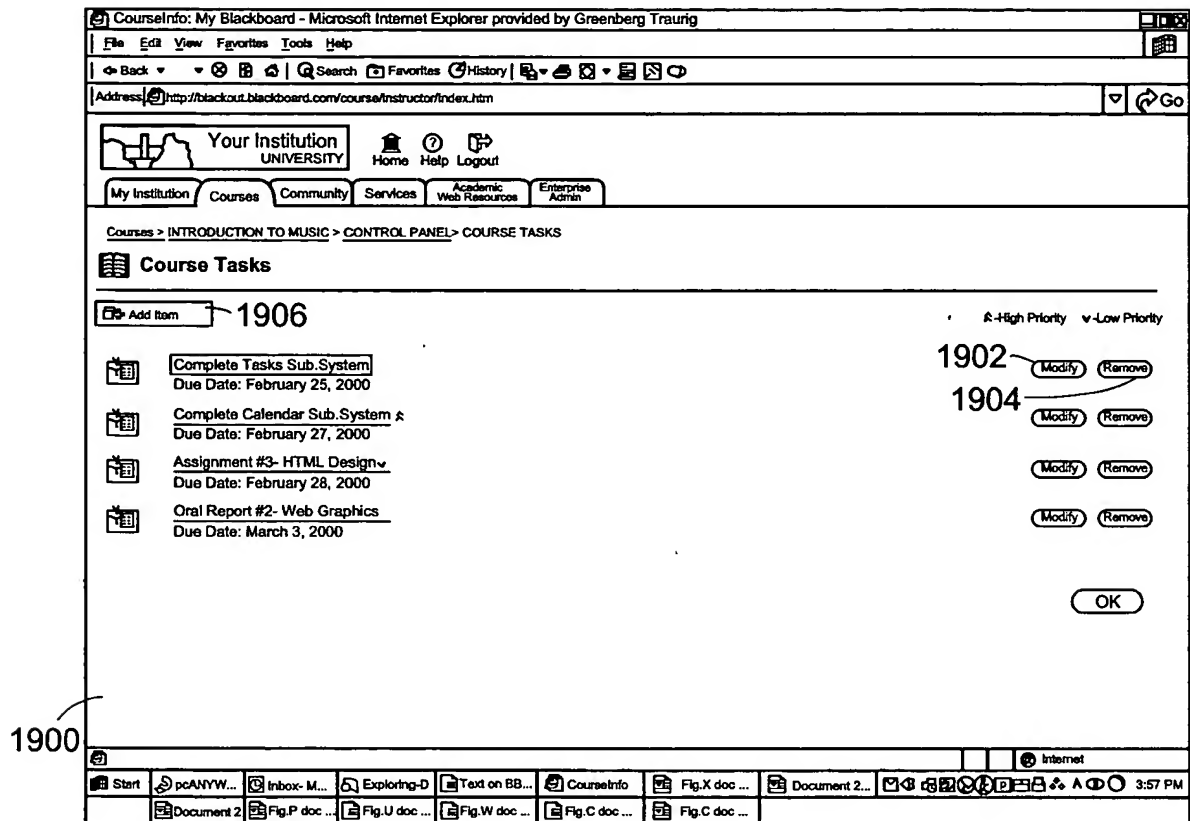 CourseInfo: My Blackboard - Microsoft Internet Explorer provided by Greenberg Traurig
File Edit View Favorites Tools Help
Back Search Favorites History
Address http://blackout.blackboard.com/course/instructor/index.htm Go
Your Institution
UNIVERSITY
Home Help Logout
My Institution Courses Community Services Academic Web Resources Enterprise Admin
Courses > INTRODUCTION TO MUSIC > CONTROL PANEL> COURSE TASKS
Course Tasks
Add Item 1906 -High Priority -Low Priority
Complete Tasks Sub.System 1902 Modify Remove
Due Date: February 25, 2000 1904
Complete Calendar Sub.System Modify Remove
Due Date: February 27, 2000
Assignment #3- HTML Design Modify Remove
Due Date: February 28, 2000
Oral Report #2- Web Graphics Modify Remove
Due Date: March 3, 2000
OK
1900
Internet
Start pcANYW... Inbox- M... Exploring-D Text on BB... CourseInfo Fig.X doc ... Document 2... 3:57 PM
Document 2 Fig.P doc ... Fig.U doc ... Fig.W doc ... Fig.C doc ... Fig.C doc ...